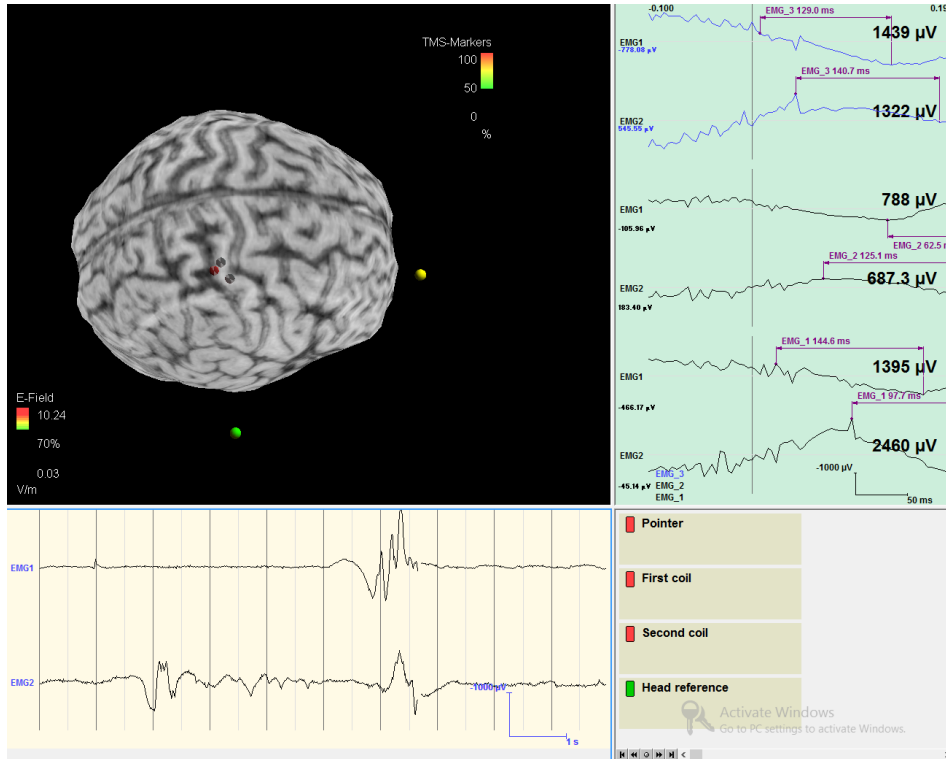 TMS-Markers
100
50
0
%
E-Field
10.24
70%
0.03
V/m
-0.100
0.19
EMG_3 129.0 ms
1439 µV
EMG1
-778.08 µV
EMG_3 140.7 ms
1322 µV
EMG2
545.55 µV
788 µV
EMG1
-105.96 µV
EMG_2 62.5 m
EMG_2 125.1 ms
687.3 µV
EMG2
183.40 µV
EMG_1 144.6 ms
1395 µV
EMG1
-466.17 µV
EMG_1 97.7 ms
2460 µV
EMG2
-45.14 µV
EMG_3
EMG_2
EMG_1
-1000 µV
50 ms
EMG1
EMG2
-1000 µV
1 s
Pointer
First coil
Second coil
Head reference
Activate Windows
Go to PC settings to activate Windows.